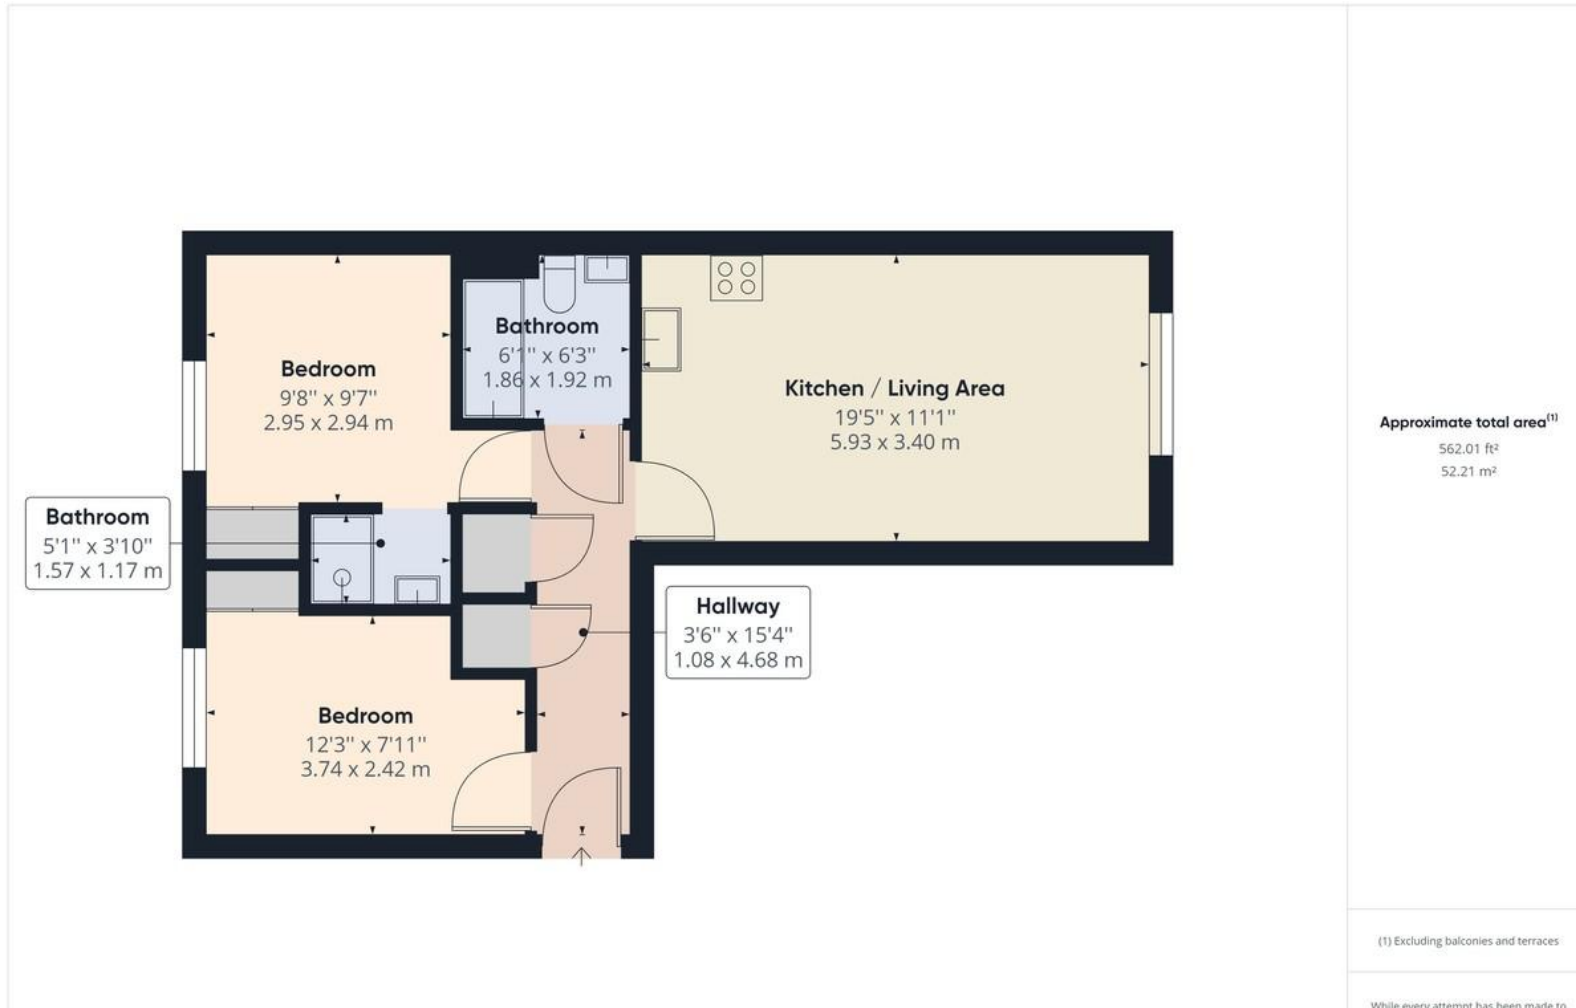 Bedroom
9'8" x 9'7"
2.95 x 2.94 m
Bathroom
6'1" x 6'3"
1.86 x 1.92 m
Kitchen / Living Area
19'5" x 11'1"
5.93 x 3.40 m
Bathroom
5'1" x 3'10"
1.57 x 1.17 m
Hallway
3'6" x 15'4"
1.08 x 4.68 m
Bedroom
12'3" x 7'11"
3.74 x 2.42 m
Approximate total area(1)
562.01 ft²
52.21 m²
(1) Excluding balconies and terraces
While every attempt has been made to